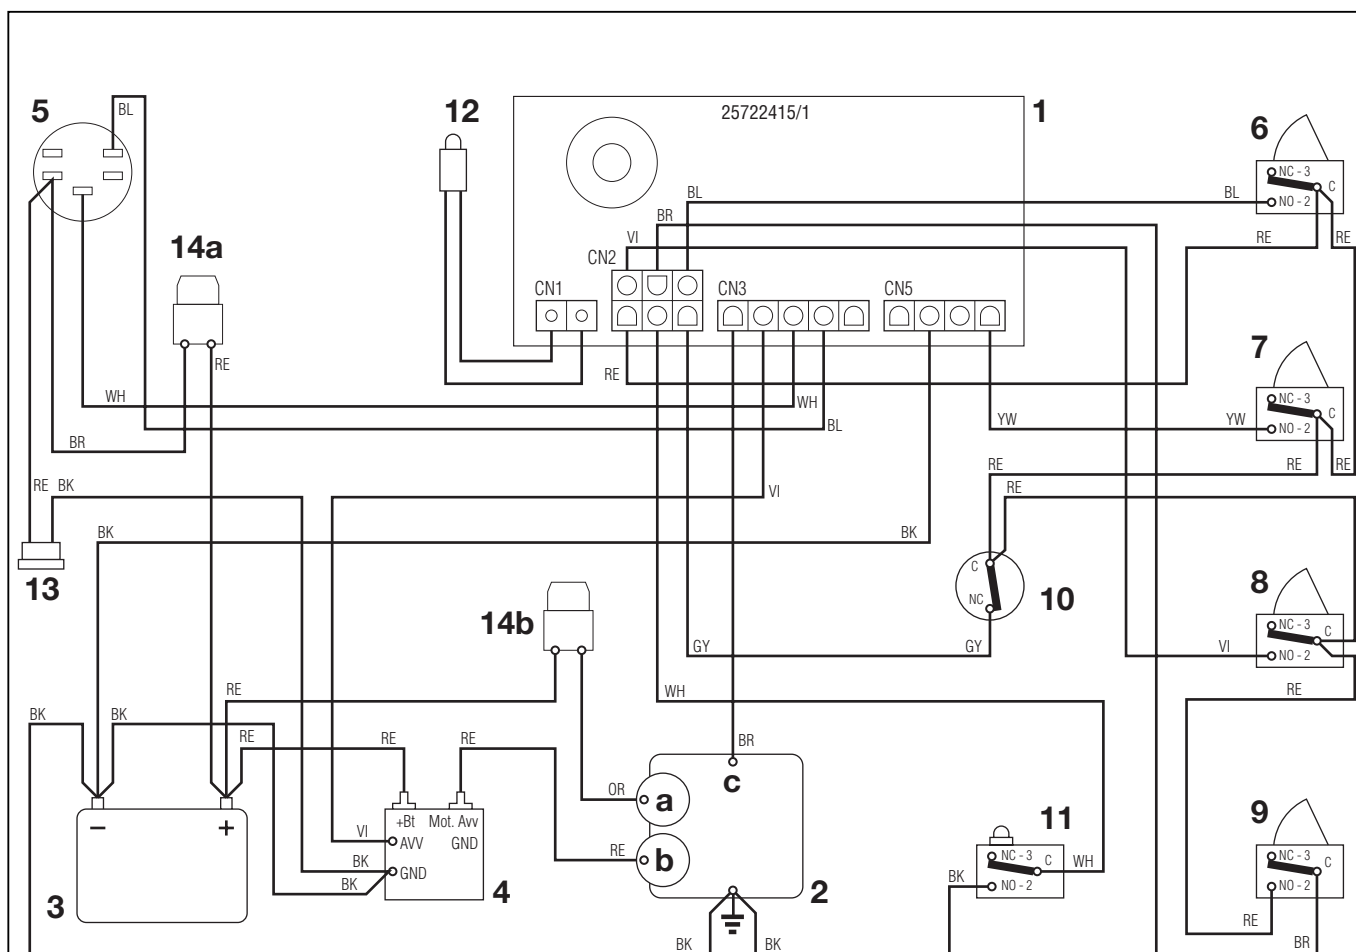 5
BL
12
25722415/1
1
6
NC - 3
C
NO - 2
BL
BL
BR
VI
RE
RE
14a
CN2
CN1
CN3
CN5
7
NC - 3
C
NO - 2
RE
RE
WH
WH
BR
BL
YW
YW
RE
RE
RE
RE
BK
VI
RE
BK
BK
13
C
NC
10
8
NC - 3
C
NO - 2
14b
GY
GY
VI
RE
WH
RE
BK
BK
RE
RE
RE
BR
c
OR
a
+Bt
Mot. Avv
VI
AVV
GND
BK
GND
BK
RE
b
–
+
3
4
2
11
NC - 3
C
WH
BK
NO - 2
9
NC - 3
C
NO - 2
RE
BR
BK
BK